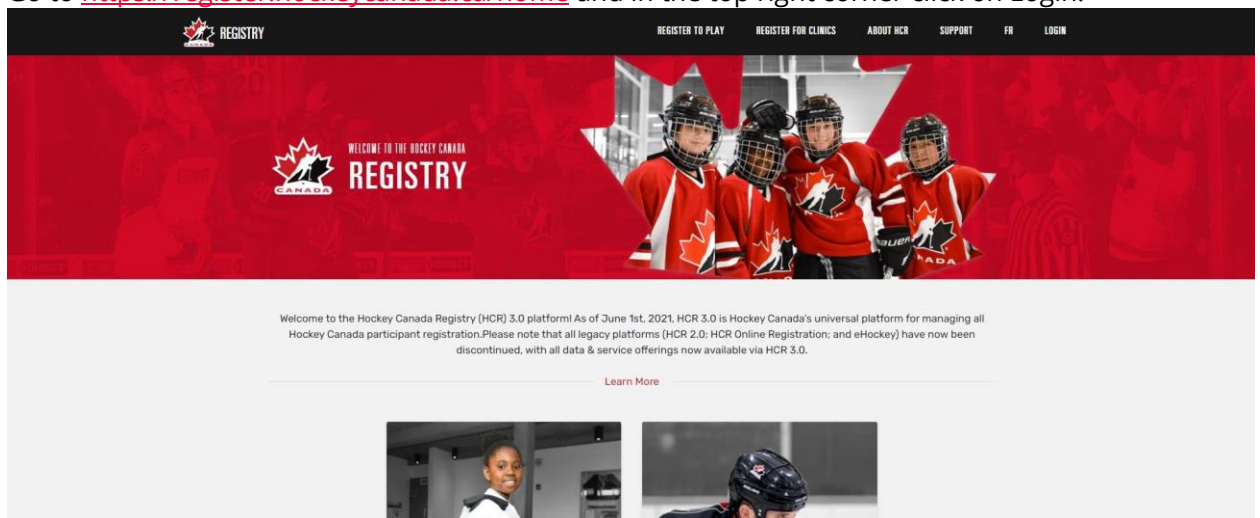 Go to https://register.hockeycanada.ca/home and in the top right corner click on Login.
CANADA REGISTRY REGISTER TO PLAY REGISTER FOR CLINICS ABOUT HCR SUPPORT FR LOGIN
WELCOME TO THE HOCKEY CANADA
REGISTRY
CANADA
BAUER
Welcome to the Hockey Canada Registry (HCR) 3.0 platform! As of June 1st, 2021, HCR 3.0 is Hockey Canada's universal platform for managing all
Hockey Canada participant registration.Please note that all legacy platforms (HCR 2.0; HCR Online Registration; and eHockey) have now been
discontinued, with all data & service offerings now available via HCR 3.0.
Learn More